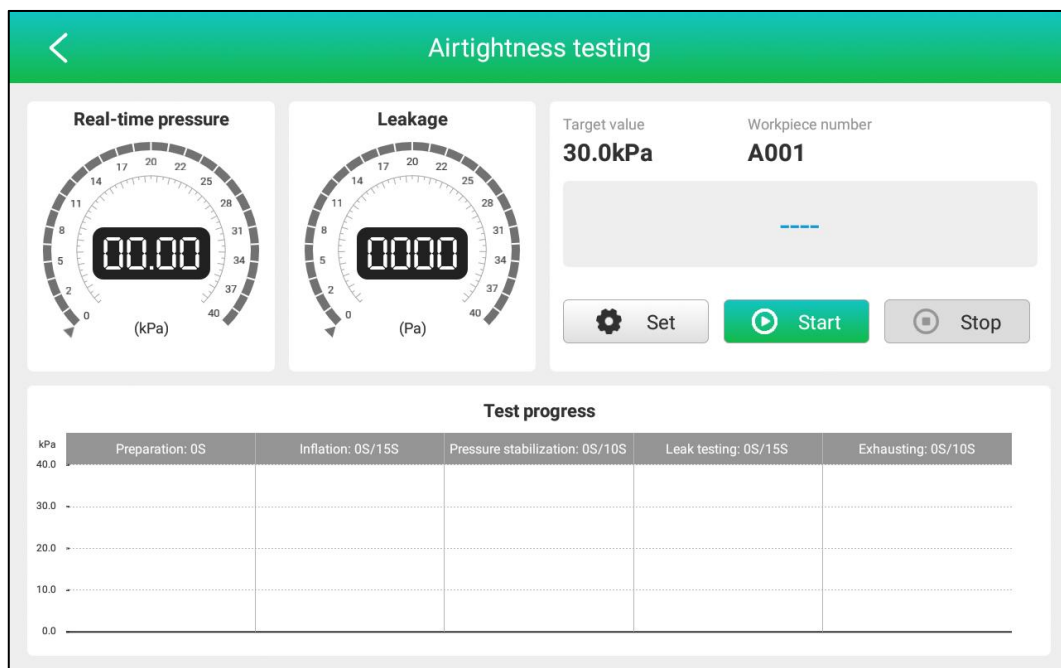 Airtightness testing
Real-time pressure
0 2 5 8 11 14 17 20 22 25 28 31 34 37 40
00.00
(kPa)
Leakage
0 2 5 8 11 14 17 20 22 25 28 31 34 37 40
0000
(Pa)
Target value
30.0kPa
Workpiece number
A001
----
Set
Start
Stop
Test progress
kPa
Preparation: 0S
Inflation: 0S/15S
Pressure stabilization: 0S/10S
Leak testing: 0S/15S
Exhausting: 0S/10S
40.0
30.0
20.0
10.0
0.0